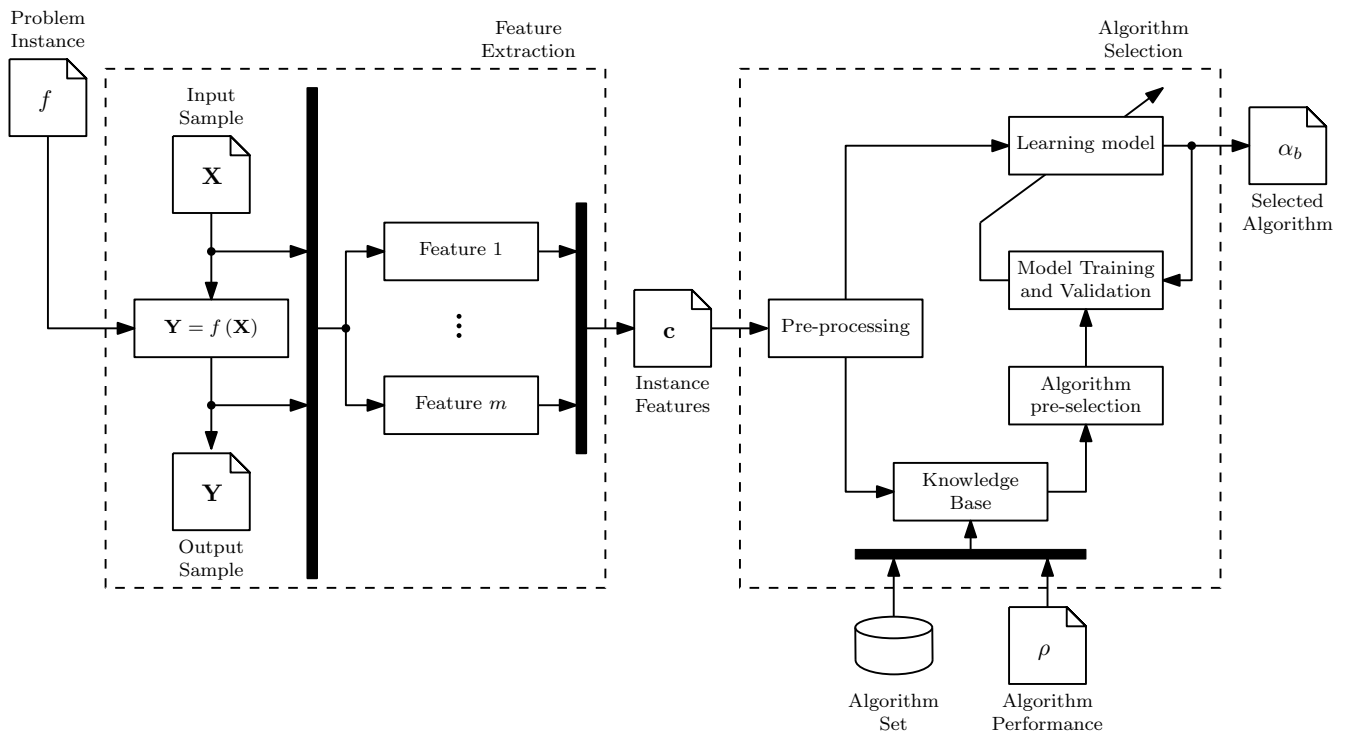 Problem
Instance
f
Feature
Extraction
Input
Sample
X
Y = f (X)
Y
Output
Sample
Feature 1
⋮
Feature m
c
Instance
Features
Algorithm
Selection
Pre-processing
Learning model
Model Training
and Validation
Algorithm
pre-selection
Knowledge
Base
α_b
Selected
Algorithm
Algorithm
Set
ρ
Algorithm
Performance